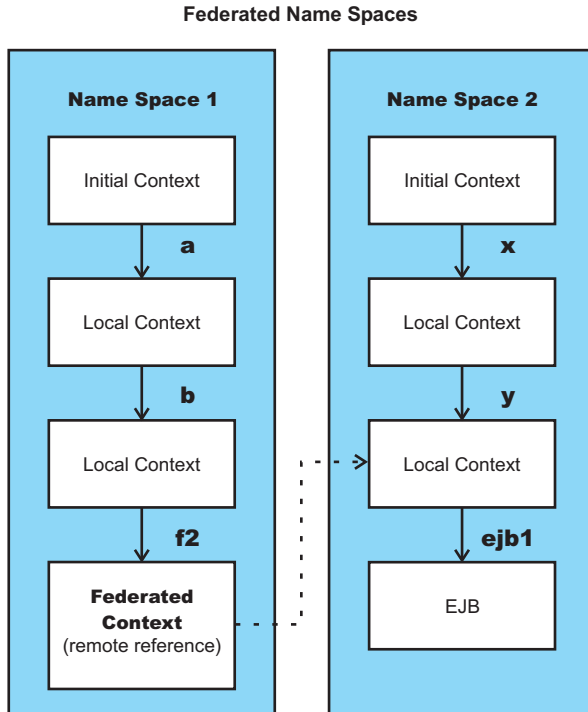 Federated Name Spaces
Name Space 1
Initial Context
a
Local Context
b
Local Context
f2
Federated
Context
(remote reference)
Name Space 2
Initial Context
x
Local Context
y
Local Context
ejb1
EJB